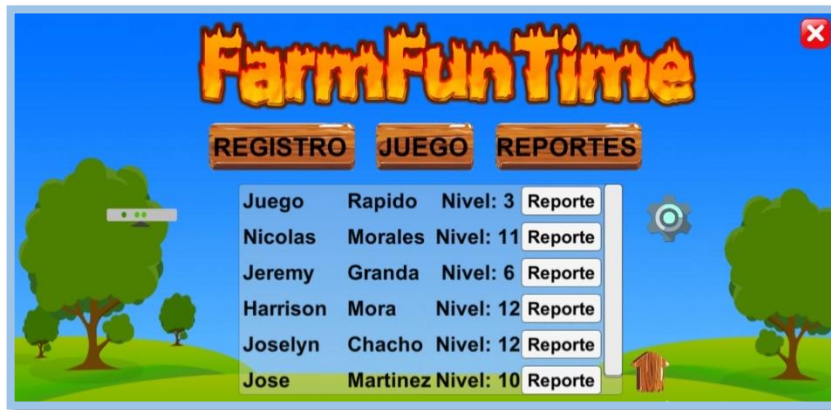 FarmFunTime
REGISTRO JUEGO REPORTES
Juego Rapido Nivel: 3 Reporte
Nicolas Morales Nivel: 11 Reporte
Jeremy Granda Nivel: 6 Reporte
Harrison Mora Nivel: 12 Reporte
Joselyn Chacho Nivel: 12 Reporte
Jose Martinez Nivel: 10 Reporte